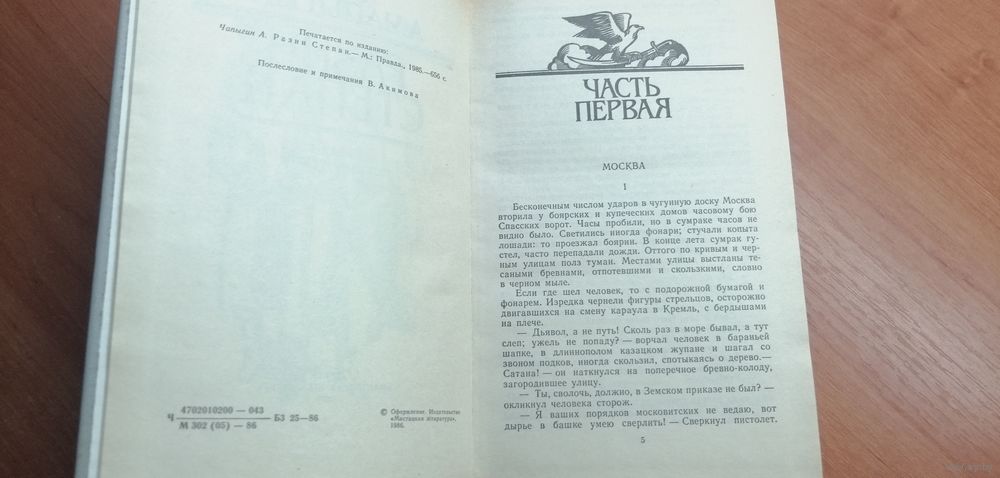 Печатается по изданию:
Чапыгин А. Разин Степан.— М.: Правда., 1985.—656 с.
Послесловие и примечания В. Акимова
4702010200 — 043
Ч ——— БЗ 25—86
М 302 (05) — 86
© Оформление. Издательство
«Мастацкая літаратура»,
1986.
ЧАСТЬ
ПЕРВАЯ
МОСКВА
1
Бесконечным числом ударов в чугунную доску Москва
вторила у боярских и купеческих домов часовому бою
Спасских ворот. Часы пробили, но в сумраке часов не
видно было. Светились иногда фонари; стучали копыта
лошади: то проезжал боярин. В конце лета сумрак гу-
стел, часто перепадали дожди. Оттого по кривым и чер-
ным улицам полз туман. Местами улицы выстланы те-
саными бревнами, отпотевшими и скользкими, словно
в черном мыле.
Если где шел человек, то с подорожной бумагой и
фонарем. Изредка чернели фигуры стрельцов, осторожно
двигавшихся на смену караула в Кремль, с бердышами
на плече.
— Дьявол, а не путь! Сколь раз в море бывал, а тут
слеп; ужель не попаду? — ворчал человек в бараньей
шапке, в длиннополом казацком жупане и шагал со
звоном подков, иногда скользил, спотыкаясь о дерево.—
Сатана! — он наткнулся на поперечное бревно-колоду,
загородившее улицу.
— Ты, сволочь, должно, в Земском приказе не был? —
окликнул человека сторож.
— Я ваших порядков московитских не ведаю, вот
дырье в башке умею сверлить! — Сверкнул пистолет.
5